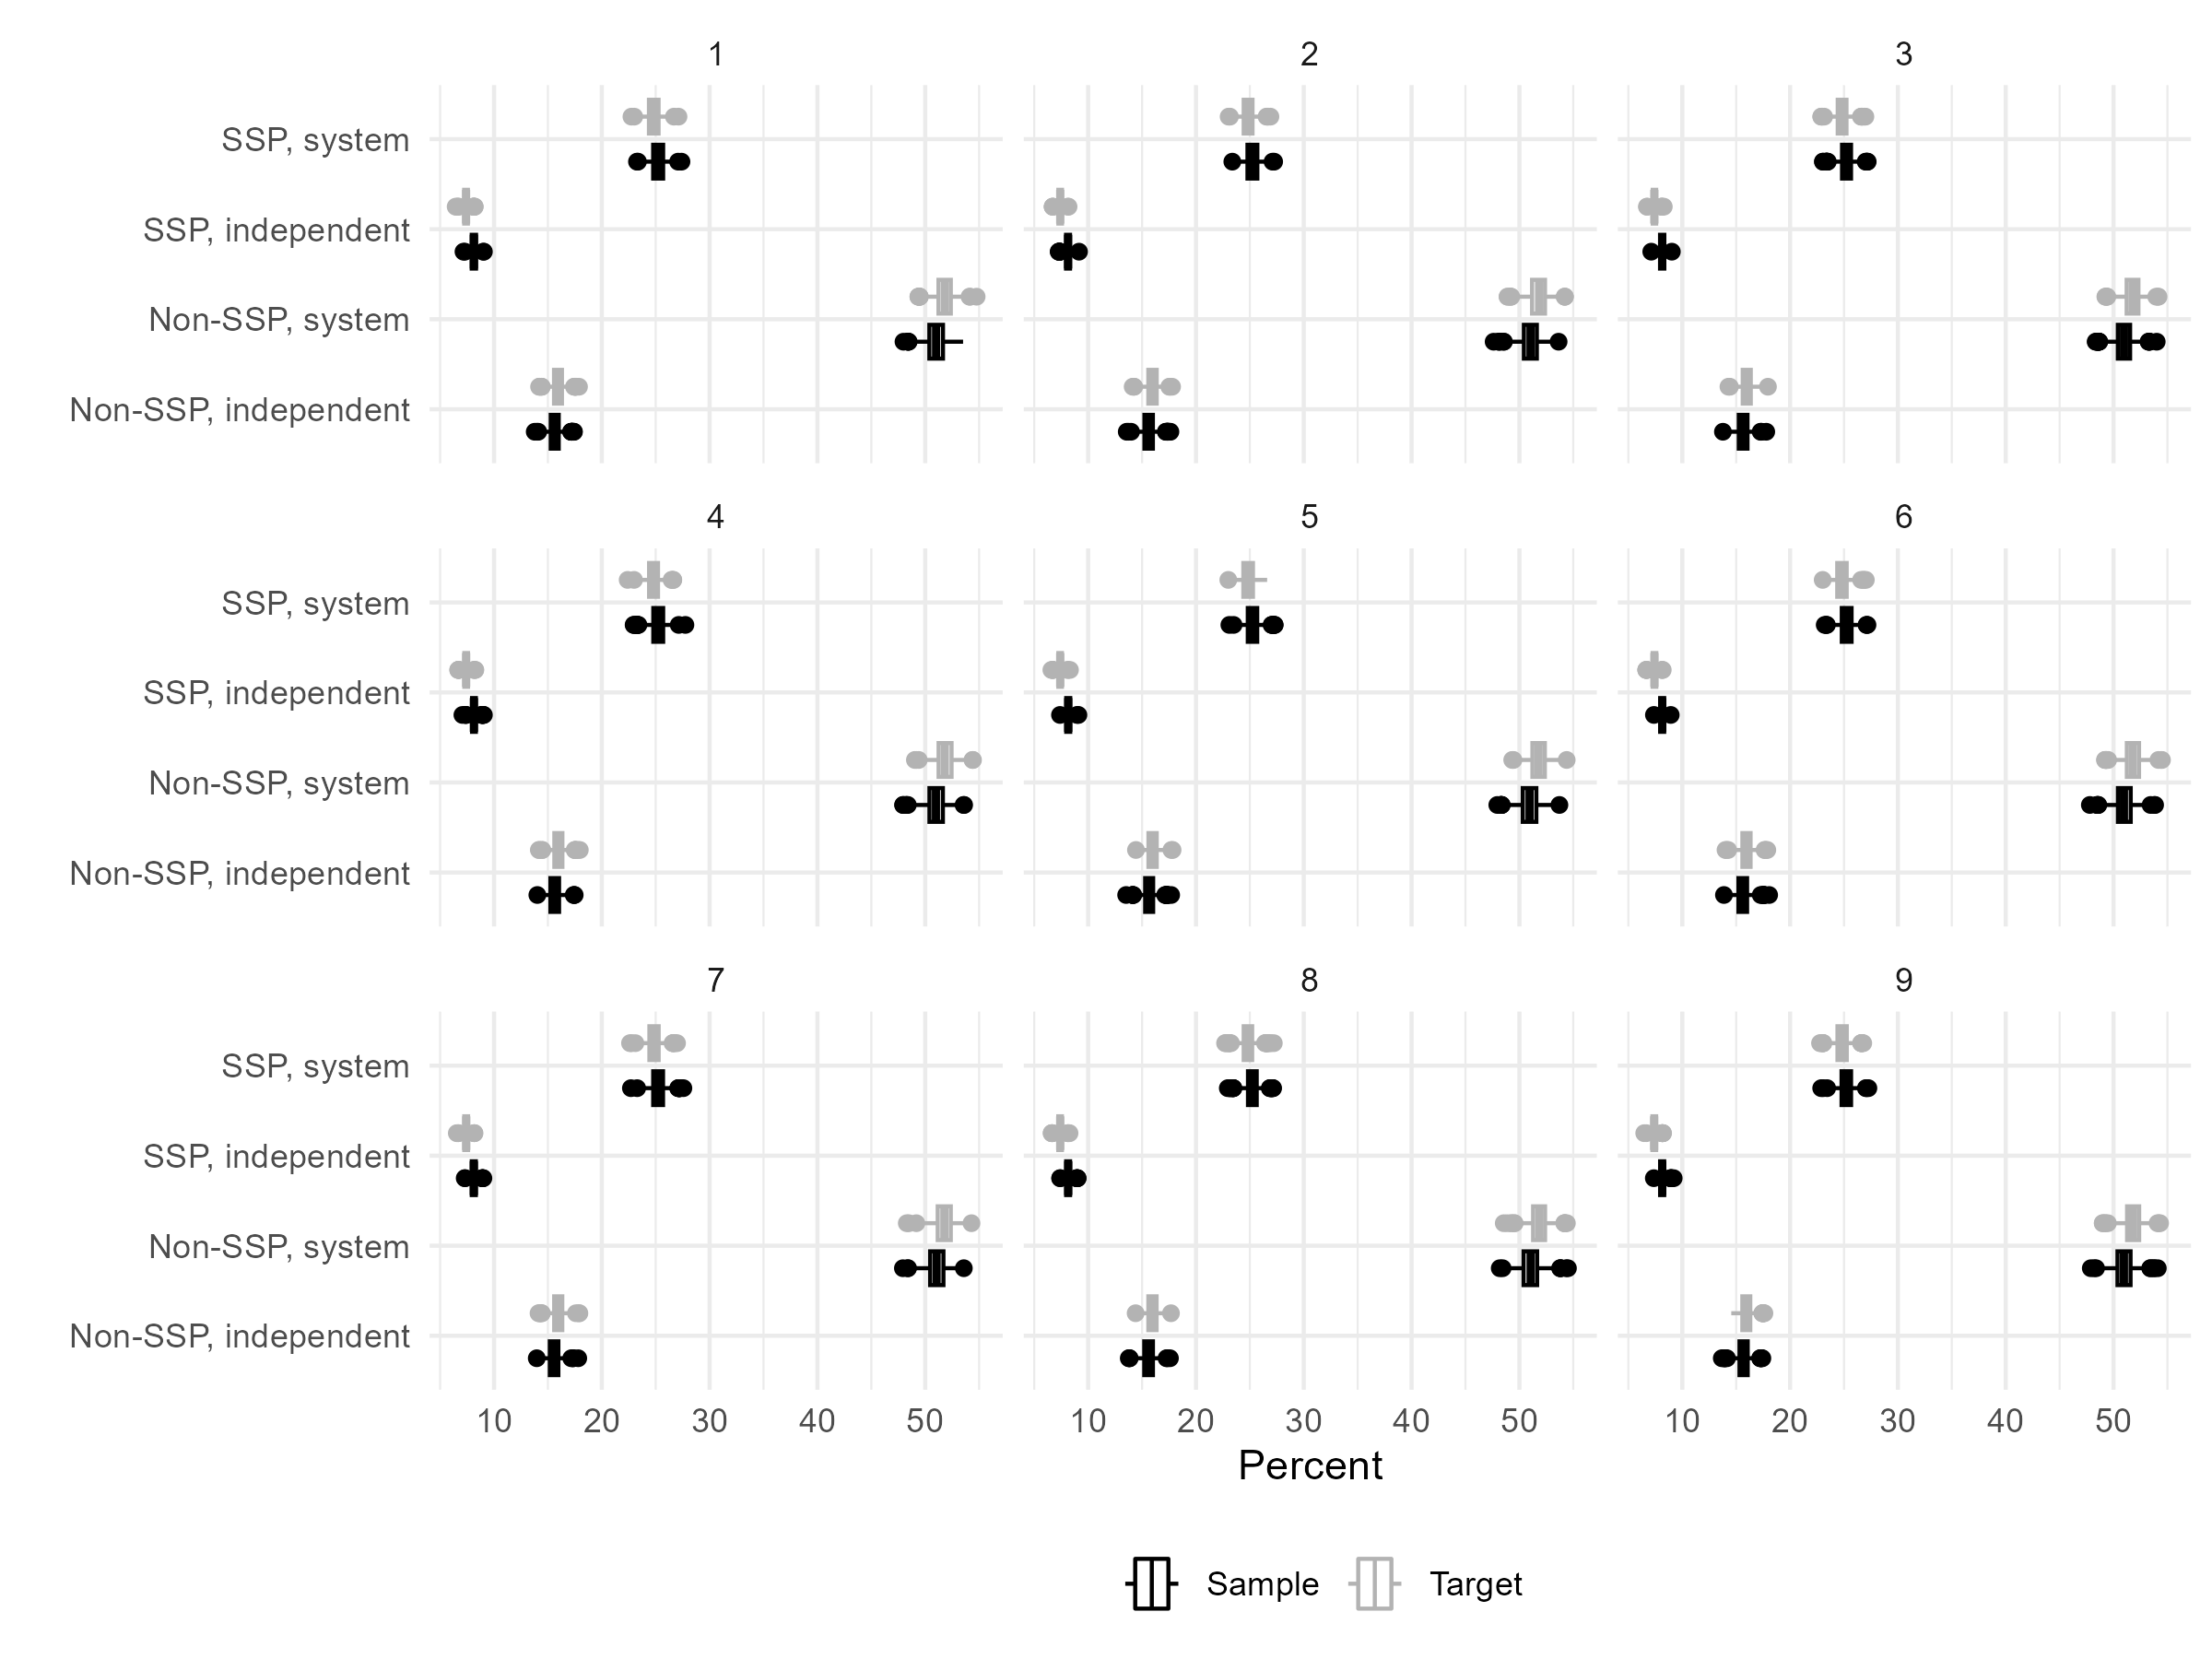 1 2 3
SSP, system
SSP, independent
Non-SSP, system
Non-SSP, independent
4 5 6
SSP, system
SSP, independent
Non-SSP, system
Non-SSP, independent
7 8 9
SSP, system
SSP, independent
Non-SSP, system
Non-SSP, independent
10 20 30 40 50 10 20 30 40 50 10 20 30 40 50
Percent
Sample Target